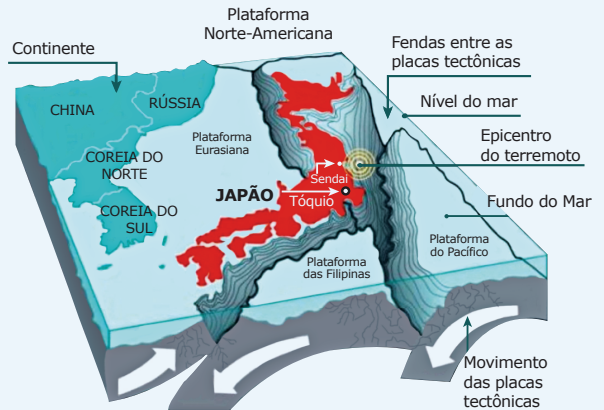 Plataforma
Norte-Americana
Continente
Fendas entre as
placas tectônicas
Nível do mar
CHINA
RÚSSIA
Plataforma
Eurasiana
Epicentro
do terremoto
COREIA DO
NORTE
Sendai
JAPÃO
Tóquio
Fundo do Mar
COREIA DO
SUL
Plataforma
do Pacífico
Plataforma
das Filipinas
Movimento
das placas
tectônicas